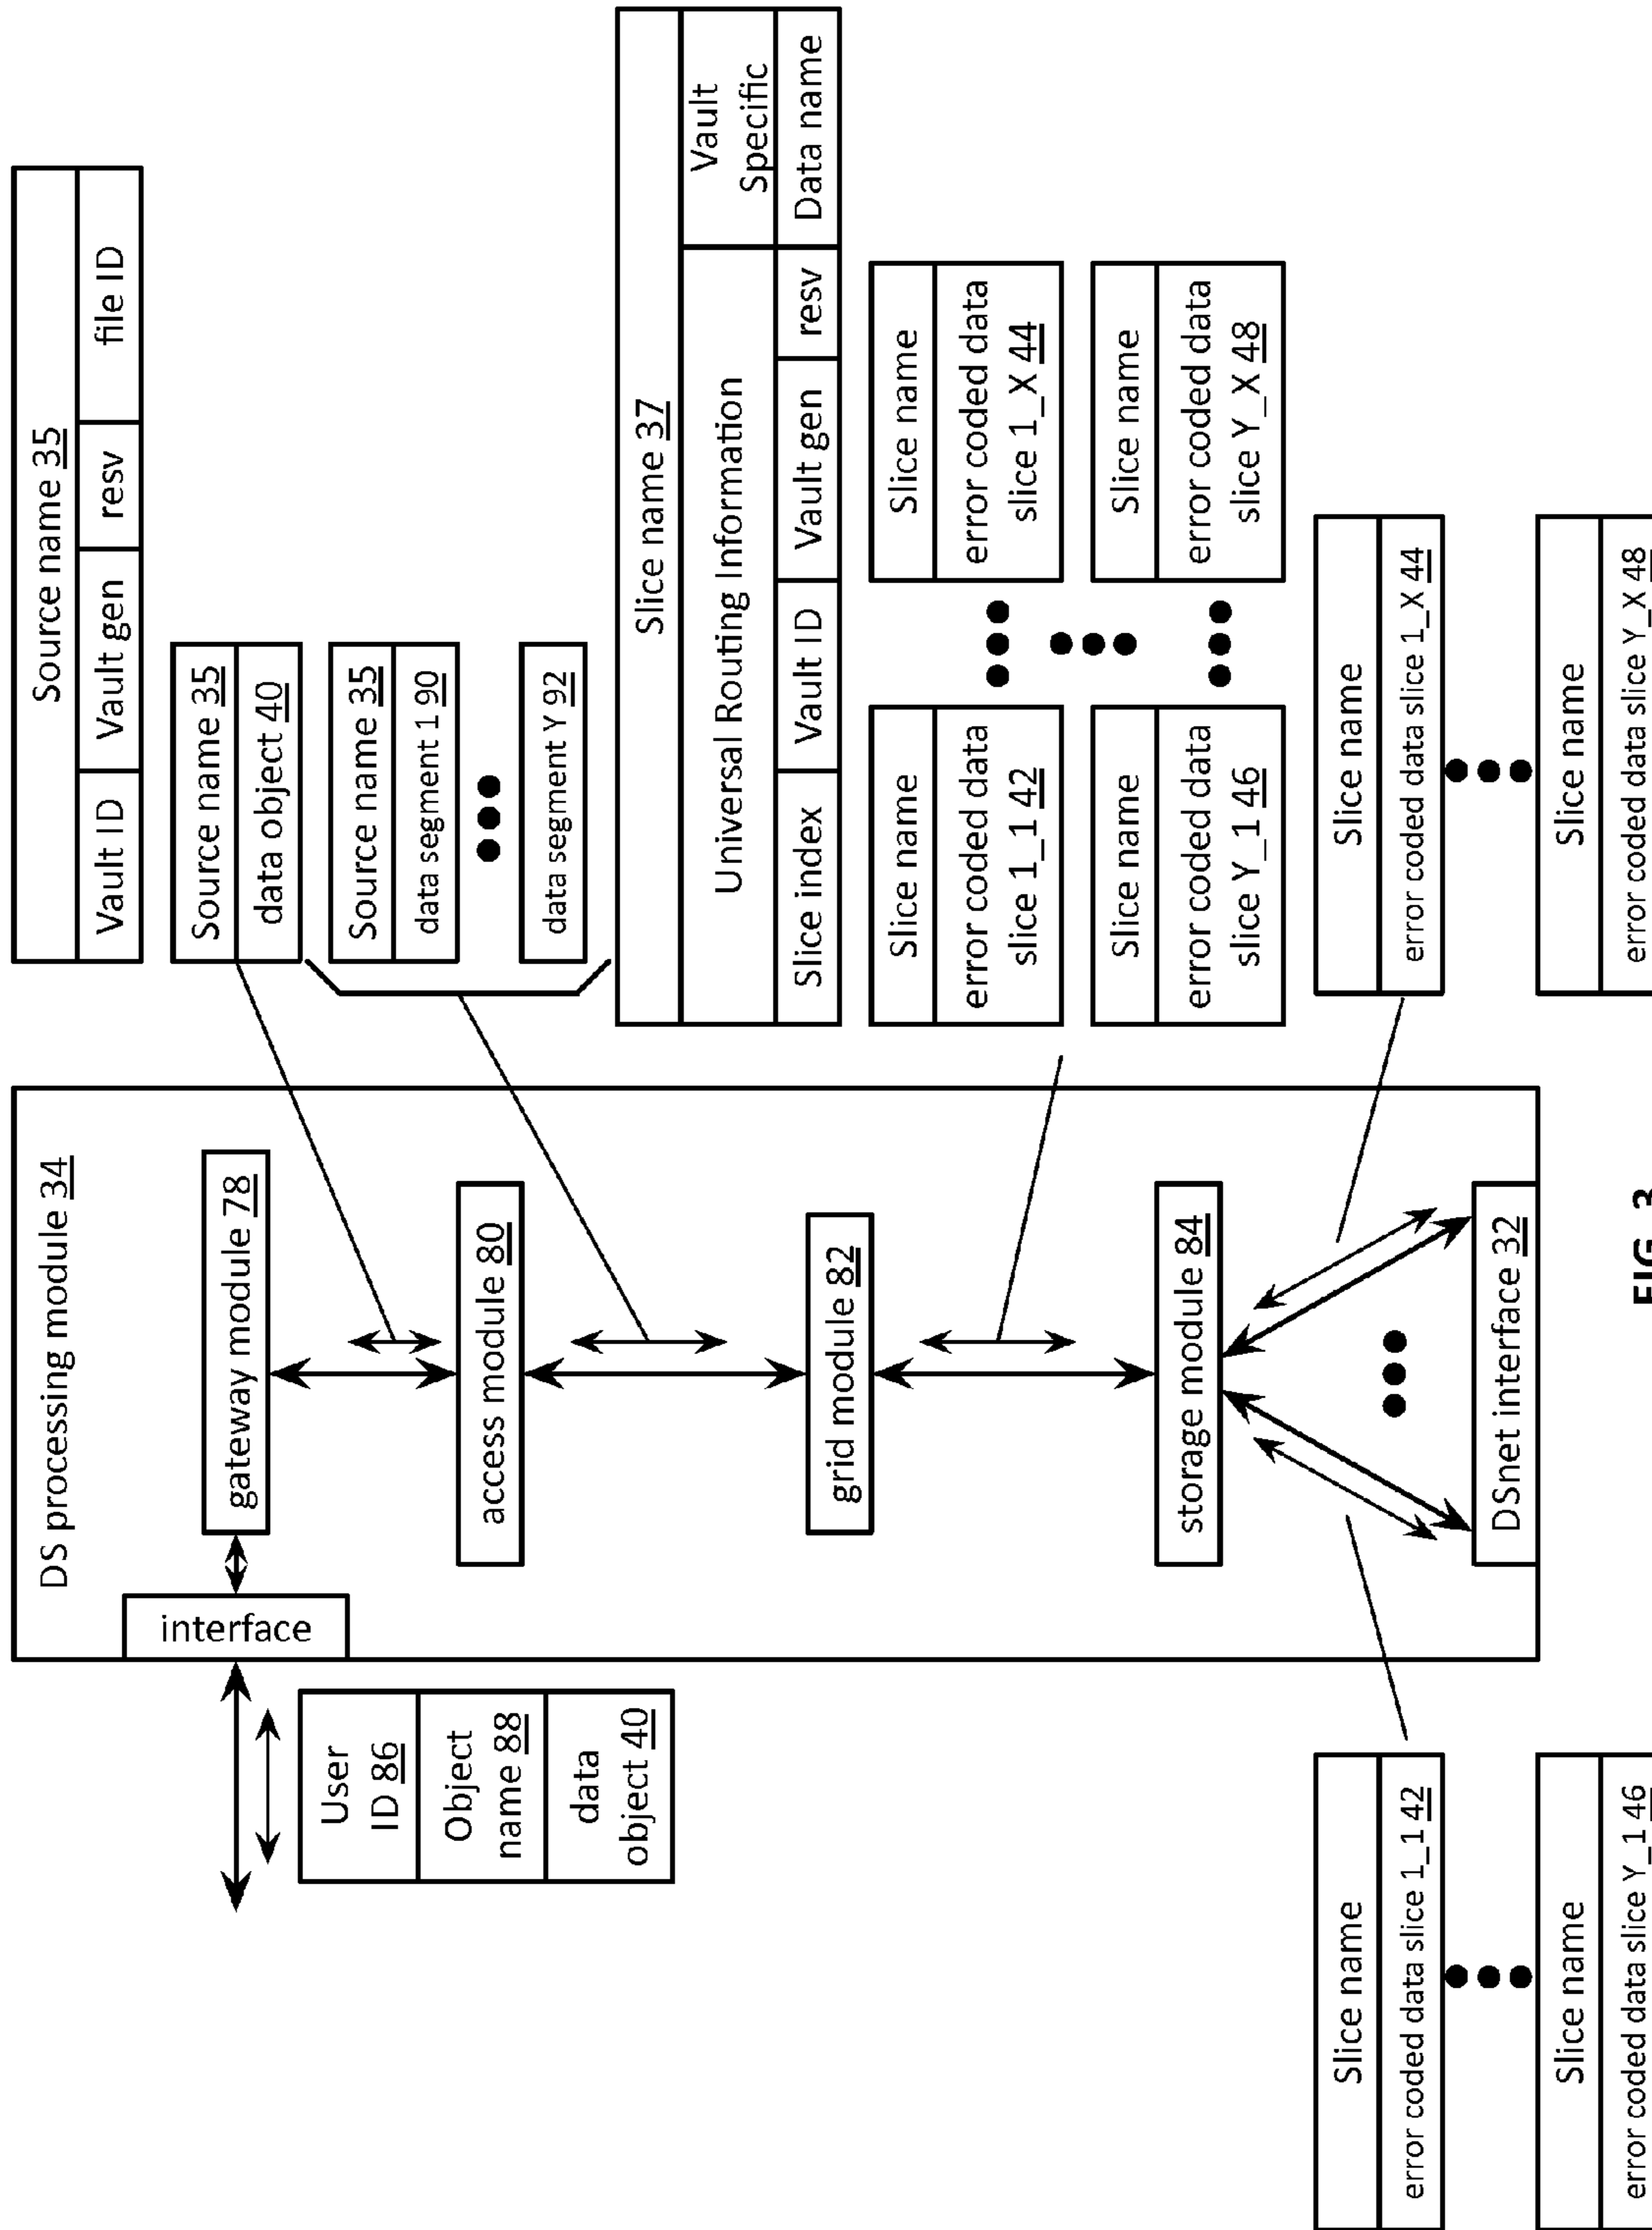 DS processing module 34
interface
gateway module 78
access module 80
grid module 82
storage module 84
DSnet interface 32
User
ID 86
Object
name 88
data
object 40
Source name 35
Vault ID
Vault gen
resv
file ID
Source name 35
data object 40
Source name 35
data segment 1 90
data segment Y 92
Slice name 37
Universal Routing Information
Vault
Specific
Slice index
Vault ID
Vault gen
resv
Data name
Slice name
error coded data
slice 1_1 42
Slice name
error coded data
slice 1_X 44
Slice name
error coded data
slice Y_1 46
Slice name
error coded data
slice Y_X 48
Slice name
error coded data slice 1_1 42
Slice name
error coded data slice Y_1 46
Slice name
error coded data slice 1_X 44
Slice name
error coded data slice Y_X 48
FIG. 3